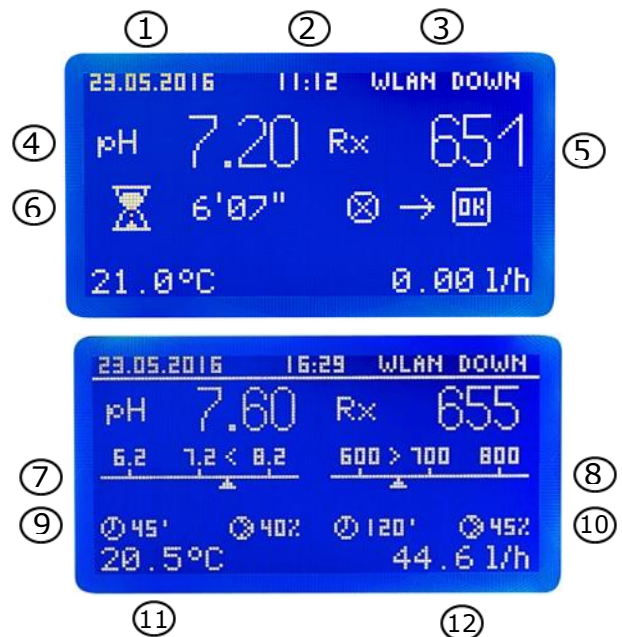 1 2 3
23.05.2016 11:12 WLAN DOWN
4 pH 7.20 Rx 651 5
6 6'07" → OK
21.0°C 0.00 l/h
23.05.2016 16:29 WLAN DOWN
pH 7.60 Rx 655
6,2 7,2 < 8,2 600 > 700 800
7 8
9 45' 40% 120' 45% 10
20.5°C 44.6 l/h
11 12